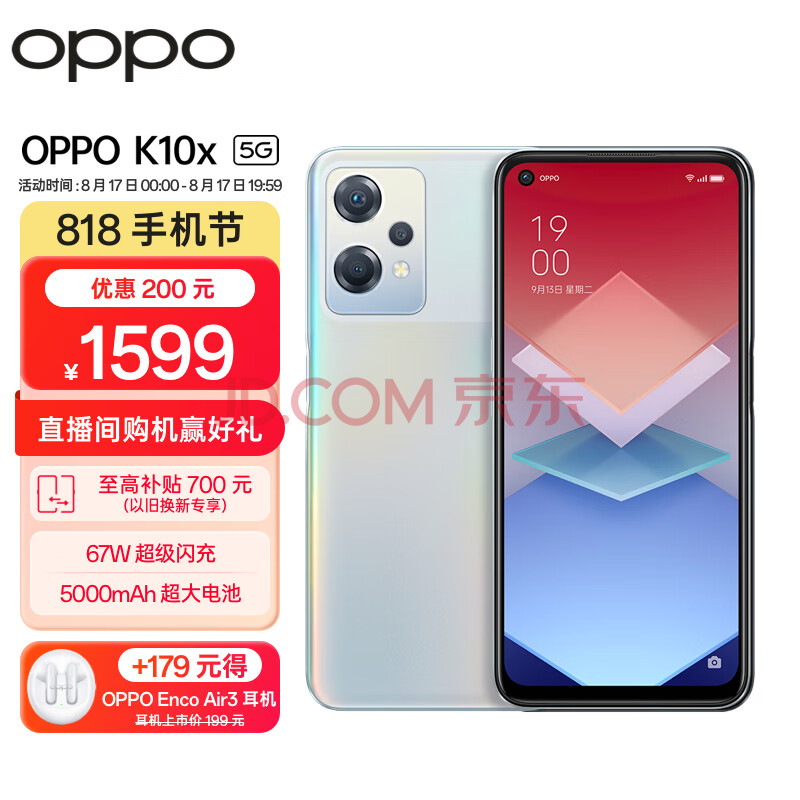 oppo
OPPO K10x 5G
活动时间:8月17日00:00-8月17日19:59
818 手机节
优惠 200 元
¥1599
直播间购机赢好礼
至高补贴 700 元
(以旧换新专享)
67W 超级闪充
5000mAh 超大电池
+179 元得
OPPO Enco Air3 耳机
耳机上市价 199 元
OPPO
19
00
9月13日 星期二
JD.COM 京东